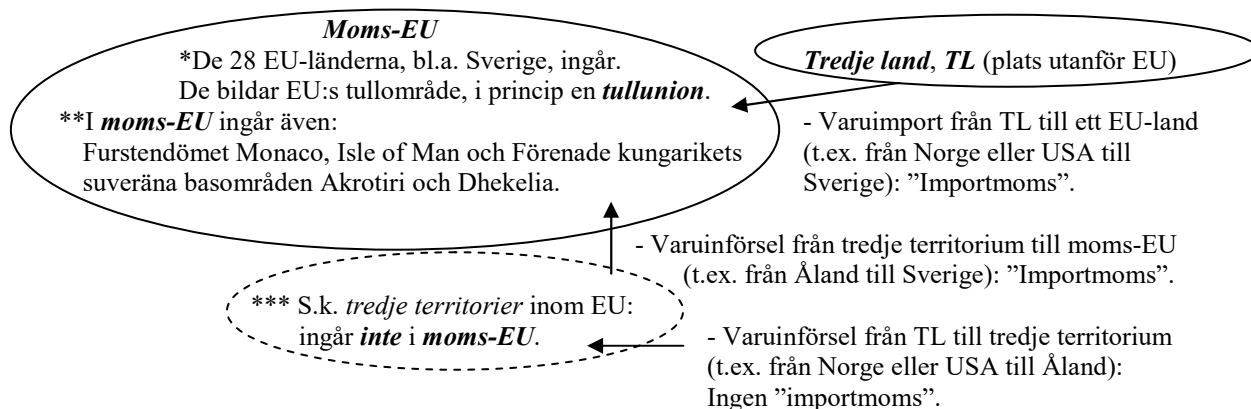 Moms-EU
*De 28 EU-länderna, bl.a. Sverige, ingår.
De bildar EU:s tullområde, i princip en tullunion.
**I moms-EU ingår även:
Furstendömet Monaco, Isle of Man och Förenade kungarikets
suveräna basområden Akrotiri och Dhekelia.
Tredje land, TL (plats utanför EU)
- Varuimport från TL till ett EU-land
(t.ex. från Norge eller USA till
Sverige): ”Importmoms”.
- Varuinförsel från tredje territorium till moms-EU
(t.ex. från Åland till Sverige): ”Importmoms”.
*** S.k. tredje territorier inom EU:
ingår inte i moms-EU.
- Varuinförsel från TL till tredje territorium
(t.ex. från Norge eller USA till Åland):
Ingen ”importmoms”.